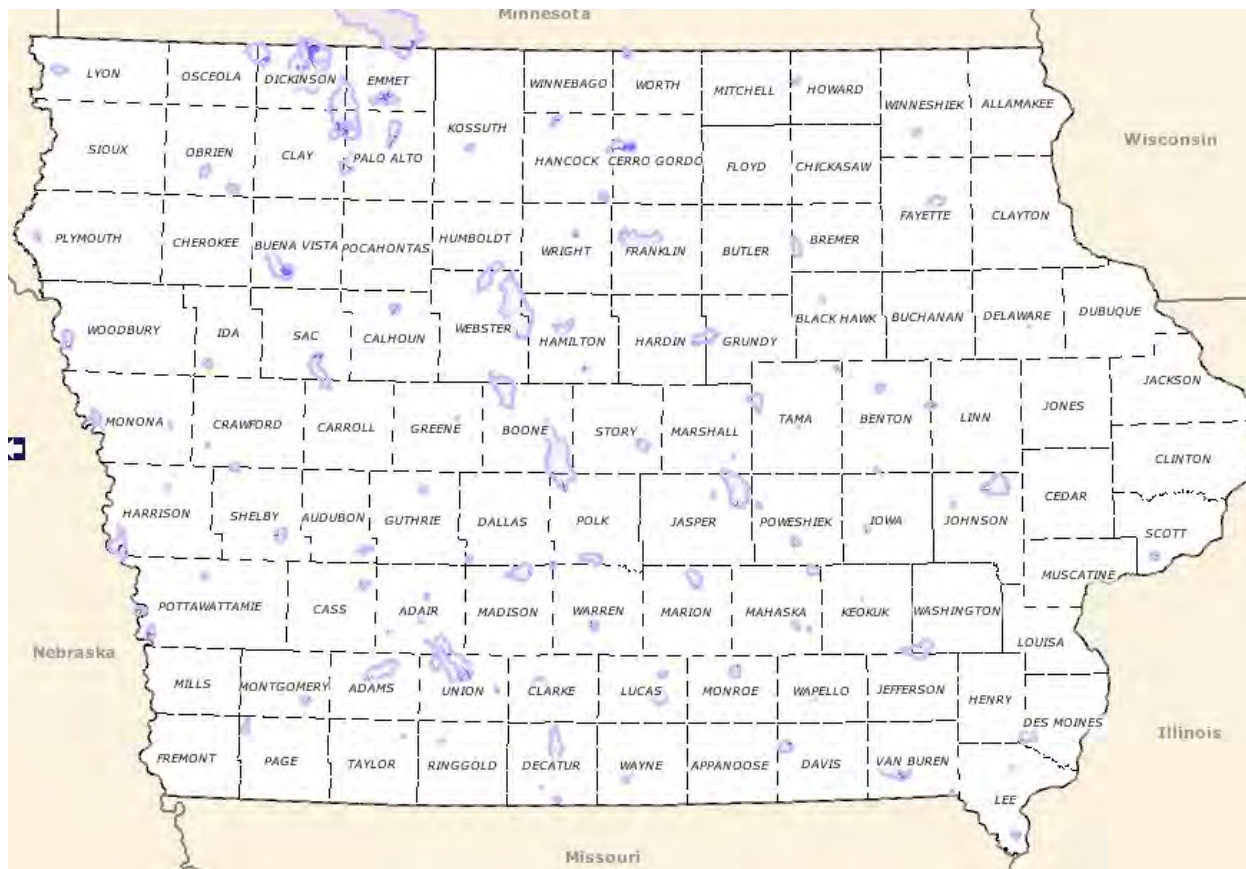 Minnesota
LYON
OSCEOLA
DICKINSON
EMMET
WINNEBAGO
WORTH
MITCHELL
HOWARD
WINNESHIEK
ALLAMAKEE
KOSSUTH
Wisconsin
SIOUX
OBRIEN
CLAY
PALO ALTO
HANCOCK
CERRO GORDO
FLOYD
CHICKASAW
FAYETTE
CLAYTON
PLYMOUTH
CHEROKEE
BUENA VISTA
POCAHONTAS
HUMBOLDT
WRIGHT
FRANKLIN
BUTLER
BREMER
WOODBURY
IDA
SAC
CALHOUN
WEBSTER
HAMILTON
HARDIN
GRUNDY
BLACK HAWK
BUCHANAN
DELAWARE
DUBUQUE
JACKSON
MONONA
CRAWFORD
CARROLL
GREENE
BOONE
STORY
MARSHALL
TAMA
BENTON
LINN
JONES
CLINTON
HARRISON
SHELBY
AUDUBON
GUTHRIE
DALLAS
POLK
JASPER
POWESHIEK
IOWA
JOHNSON
CEDAR
SCOTT
MUSCATINE
POTTAWATTAMIE
CASS
ADAIR
MADISON
WARREN
MARION
MAHASKA
KEOKUK
WASHINGTON
LOUISA
Nebraska
MILLS
MONTGOMERY
ADAMS
UNION
CLARKE
LUCAS
MONROE
WAPELLO
JEFFERSON
HENRY
DES MOINES
Illinois
FREMONT
PAGE
TAYLOR
RINGGOLD
DECATUR
WAYNE
APPANOOSE
DAVIS
VAN BUREN
LEE
Missouri